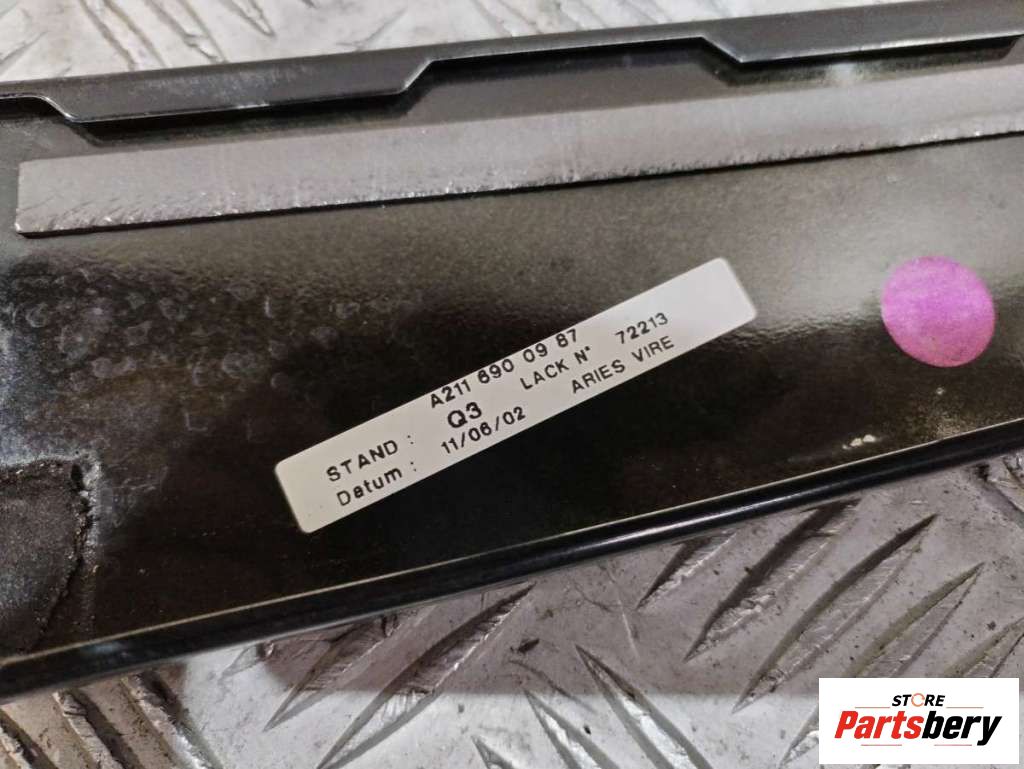 A211 690 09 87
STAND : Q3 LACK N° 72213
Datum : 11/06/02 ARIES VIRE
STORE
Partsbery